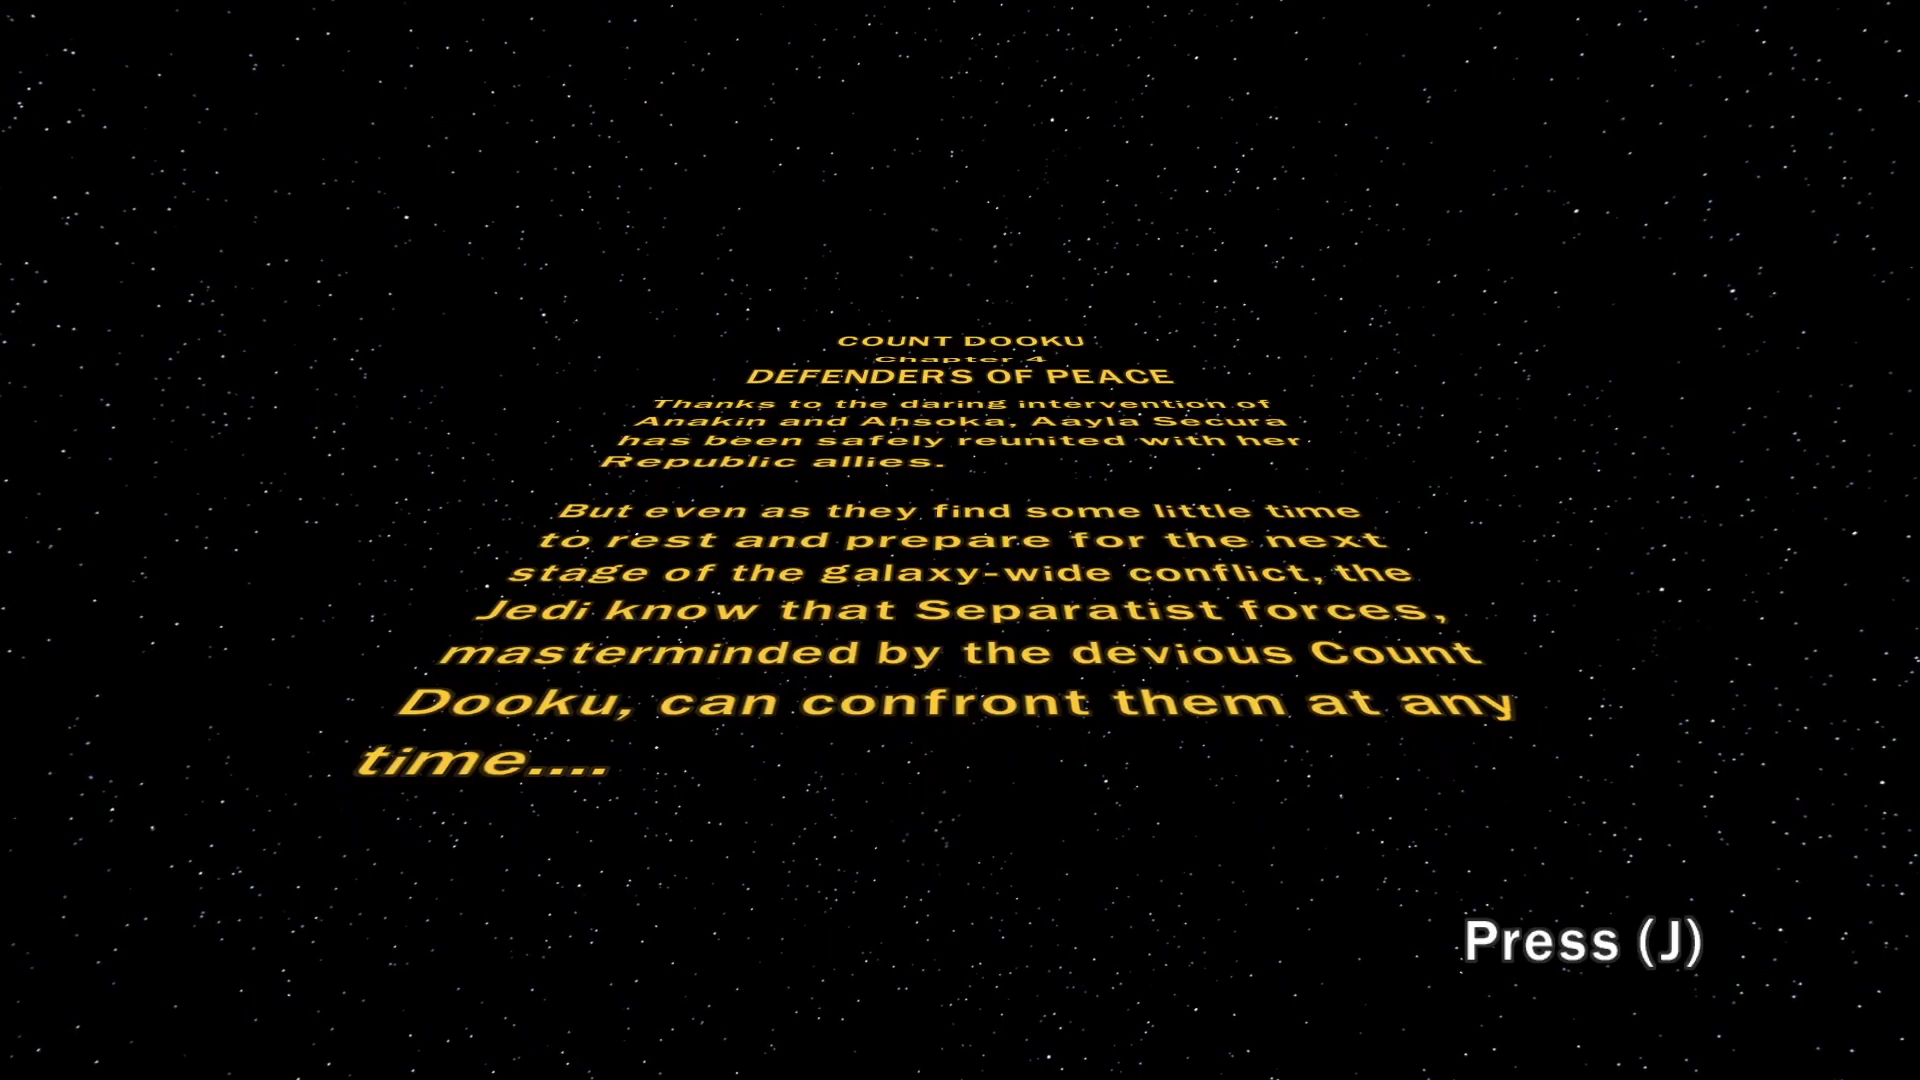 COUNT DOOKU
Chapter 4
DEFENDERS OF PEACE
Thanks to the daring intervention of
Anakin and Ahsoka, Aayla Secura
has been safely reunited with her
Republic allies.
But even as they find some little time
to rest and prepare for the next
stage of the galaxy-wide conflict, the
Jedi know that Separatist forces,
masterminded by the devious Count
Dooku, can confront them at any
time....
Press (J)